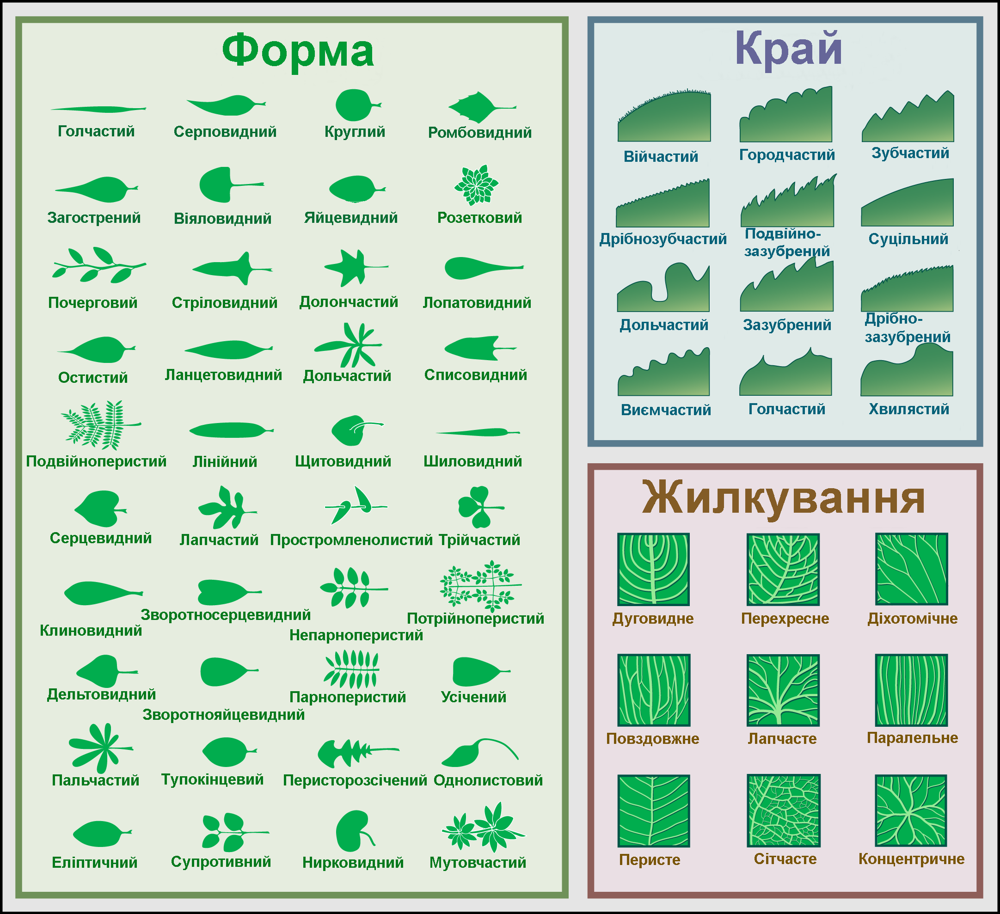 Форма
Голчастий
Серповидний
Круглий
Ромбовидний
Загострений
Віяловидний
Яйцевидний
Розетковий
Почерговий
Стріловидний
Долончастий
Лопатовидний
Остистий
Ланцетовидний
Дольчастий
Списовидний
Подвійноперистий
Лінійний
Щитовидний
Шиловидний
Серцевидний
Лапчастий
Простромленолистий
Трійчастий
Клиновидний
Зворотносерцевидний
Непарноперистий
Потрійноперистий
Дельтовидний
Зворотнояйцевидний
Парноперистий
Усічений
Пальчастий
Тупокінцевий
Перисторозсічений
Однолистовий
Еліптичний
Супротивний
Нирковидний
Мутовчастий
Край
Війчастий
Городчастий
Зубчастий
Дрібнозубчастий
Подвійно-
зазубрений
Суцільний
Дольчастий
Зазубрений
Дрібно-
зазубрений
Виємчастий
Голчастий
Хвилястий
Жилкування
Дуговидне
Перехресне
Діхотомічне
Повздовжне
Лапчасте
Паралельне
Перисте
Сітчасте
Концентричне